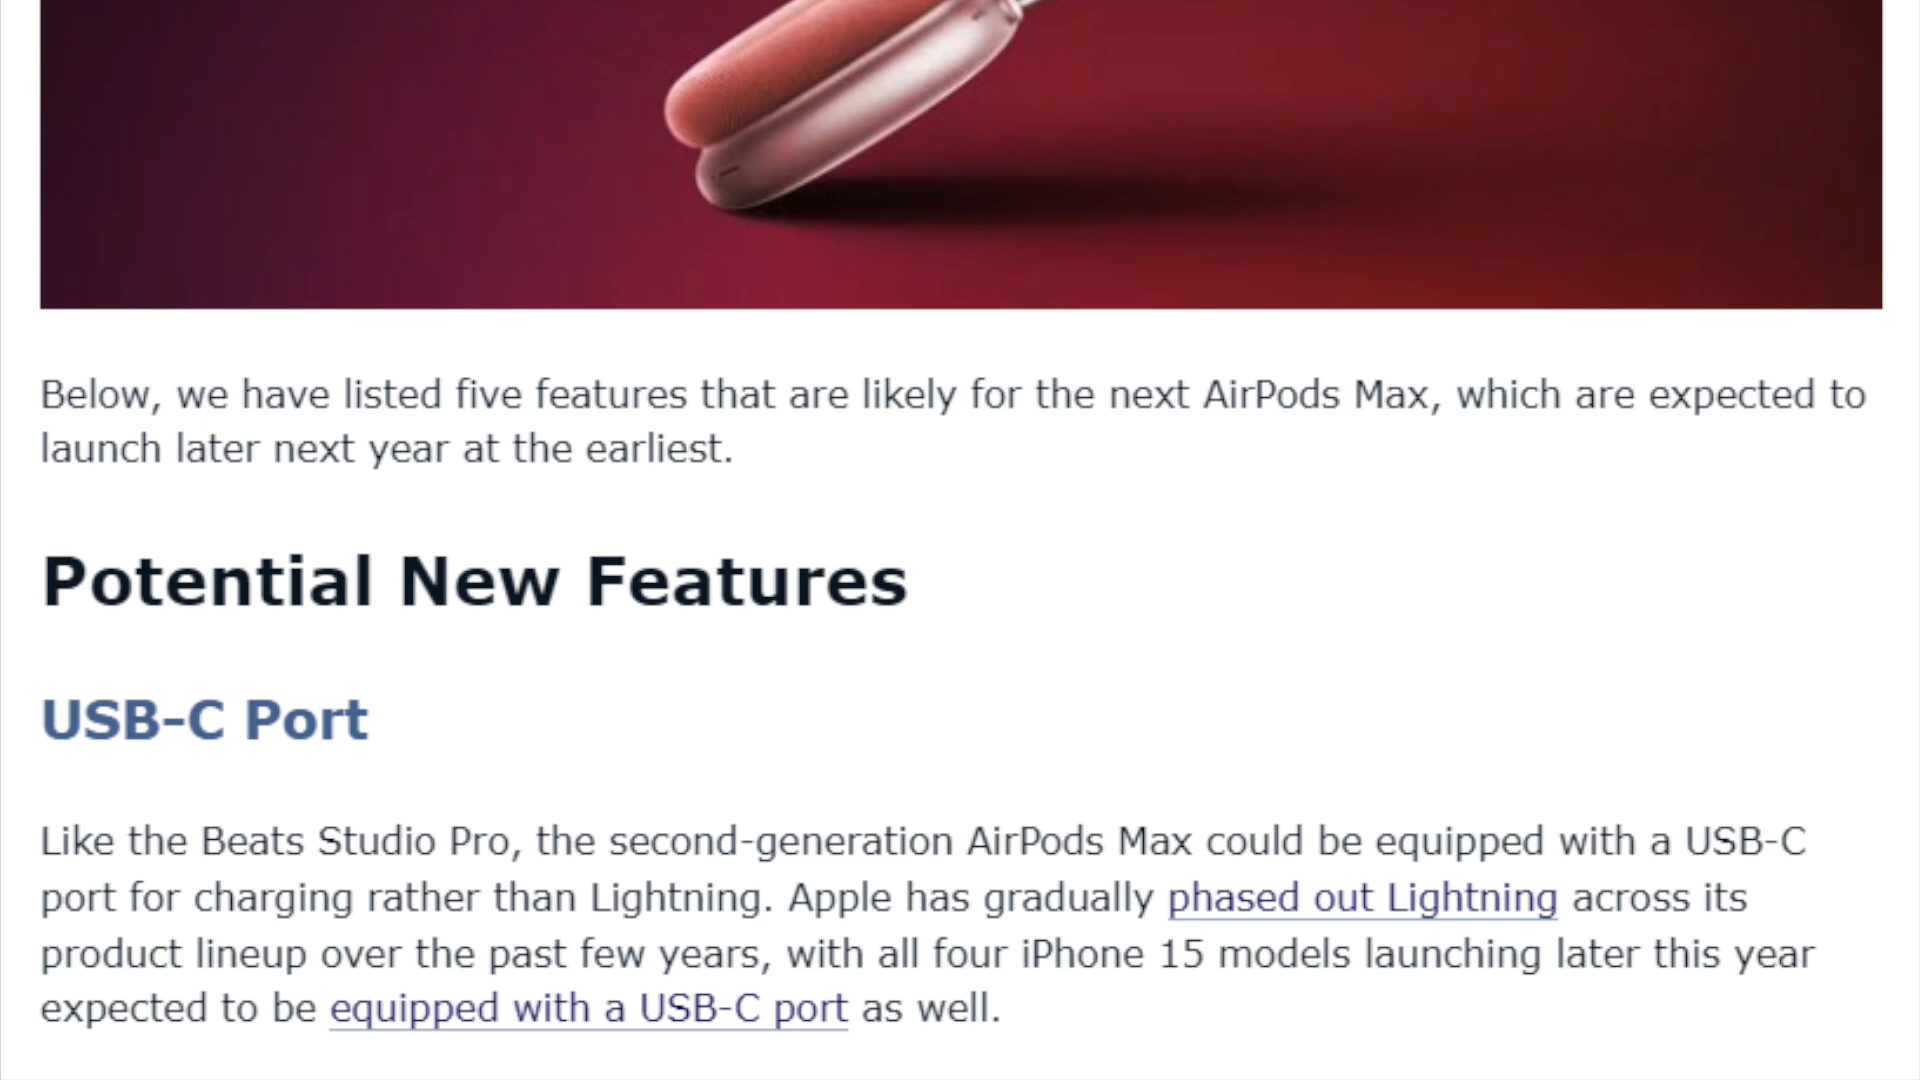 Below, we have listed five features that are likely for the next AirPods Max, which are expected to
launch later next year at the earliest.
Potential New Features
USB-C Port
Like the Beats Studio Pro, the second-generation AirPods Max could be equipped with a USB-C
port for charging rather than Lightning. Apple has gradually phased out Lightning across its
product lineup over the past few years, with all four iPhone 15 models launching later this year
expected to be equipped with a USB-C port as well.